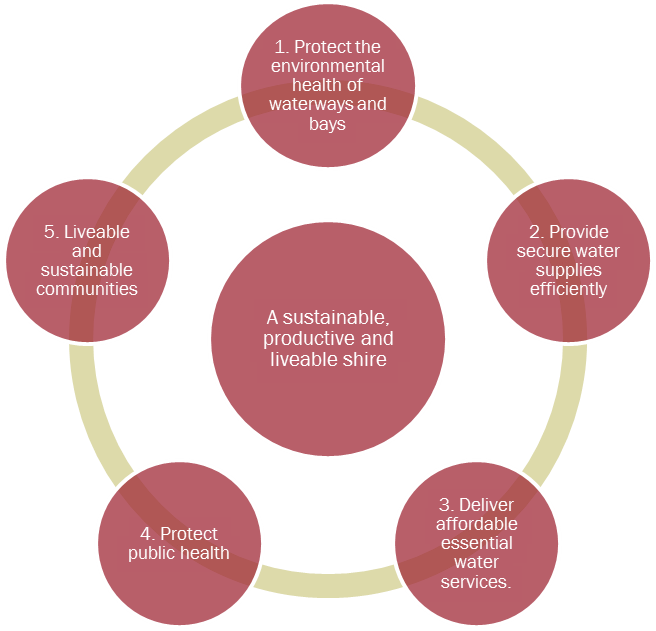 1. Protect the
environmental
health of
waterways and
bays
2. Provide
secure water
supplies
efficiently
3. Deliver
affordable
essential
water
services.
4. Protect
public health
5. Liveable
and
sustainable
communities
A sustainable,
productive and
liveable shire